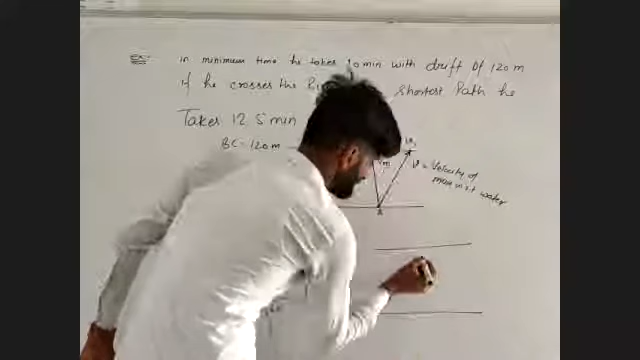 Ex:- in minimum time he takes 10 min with drift of 120 m
if he crosses the Shortest Path he
Takes 12.5 min
BC = 120m
V = Velocity of
man w.r.t water
A